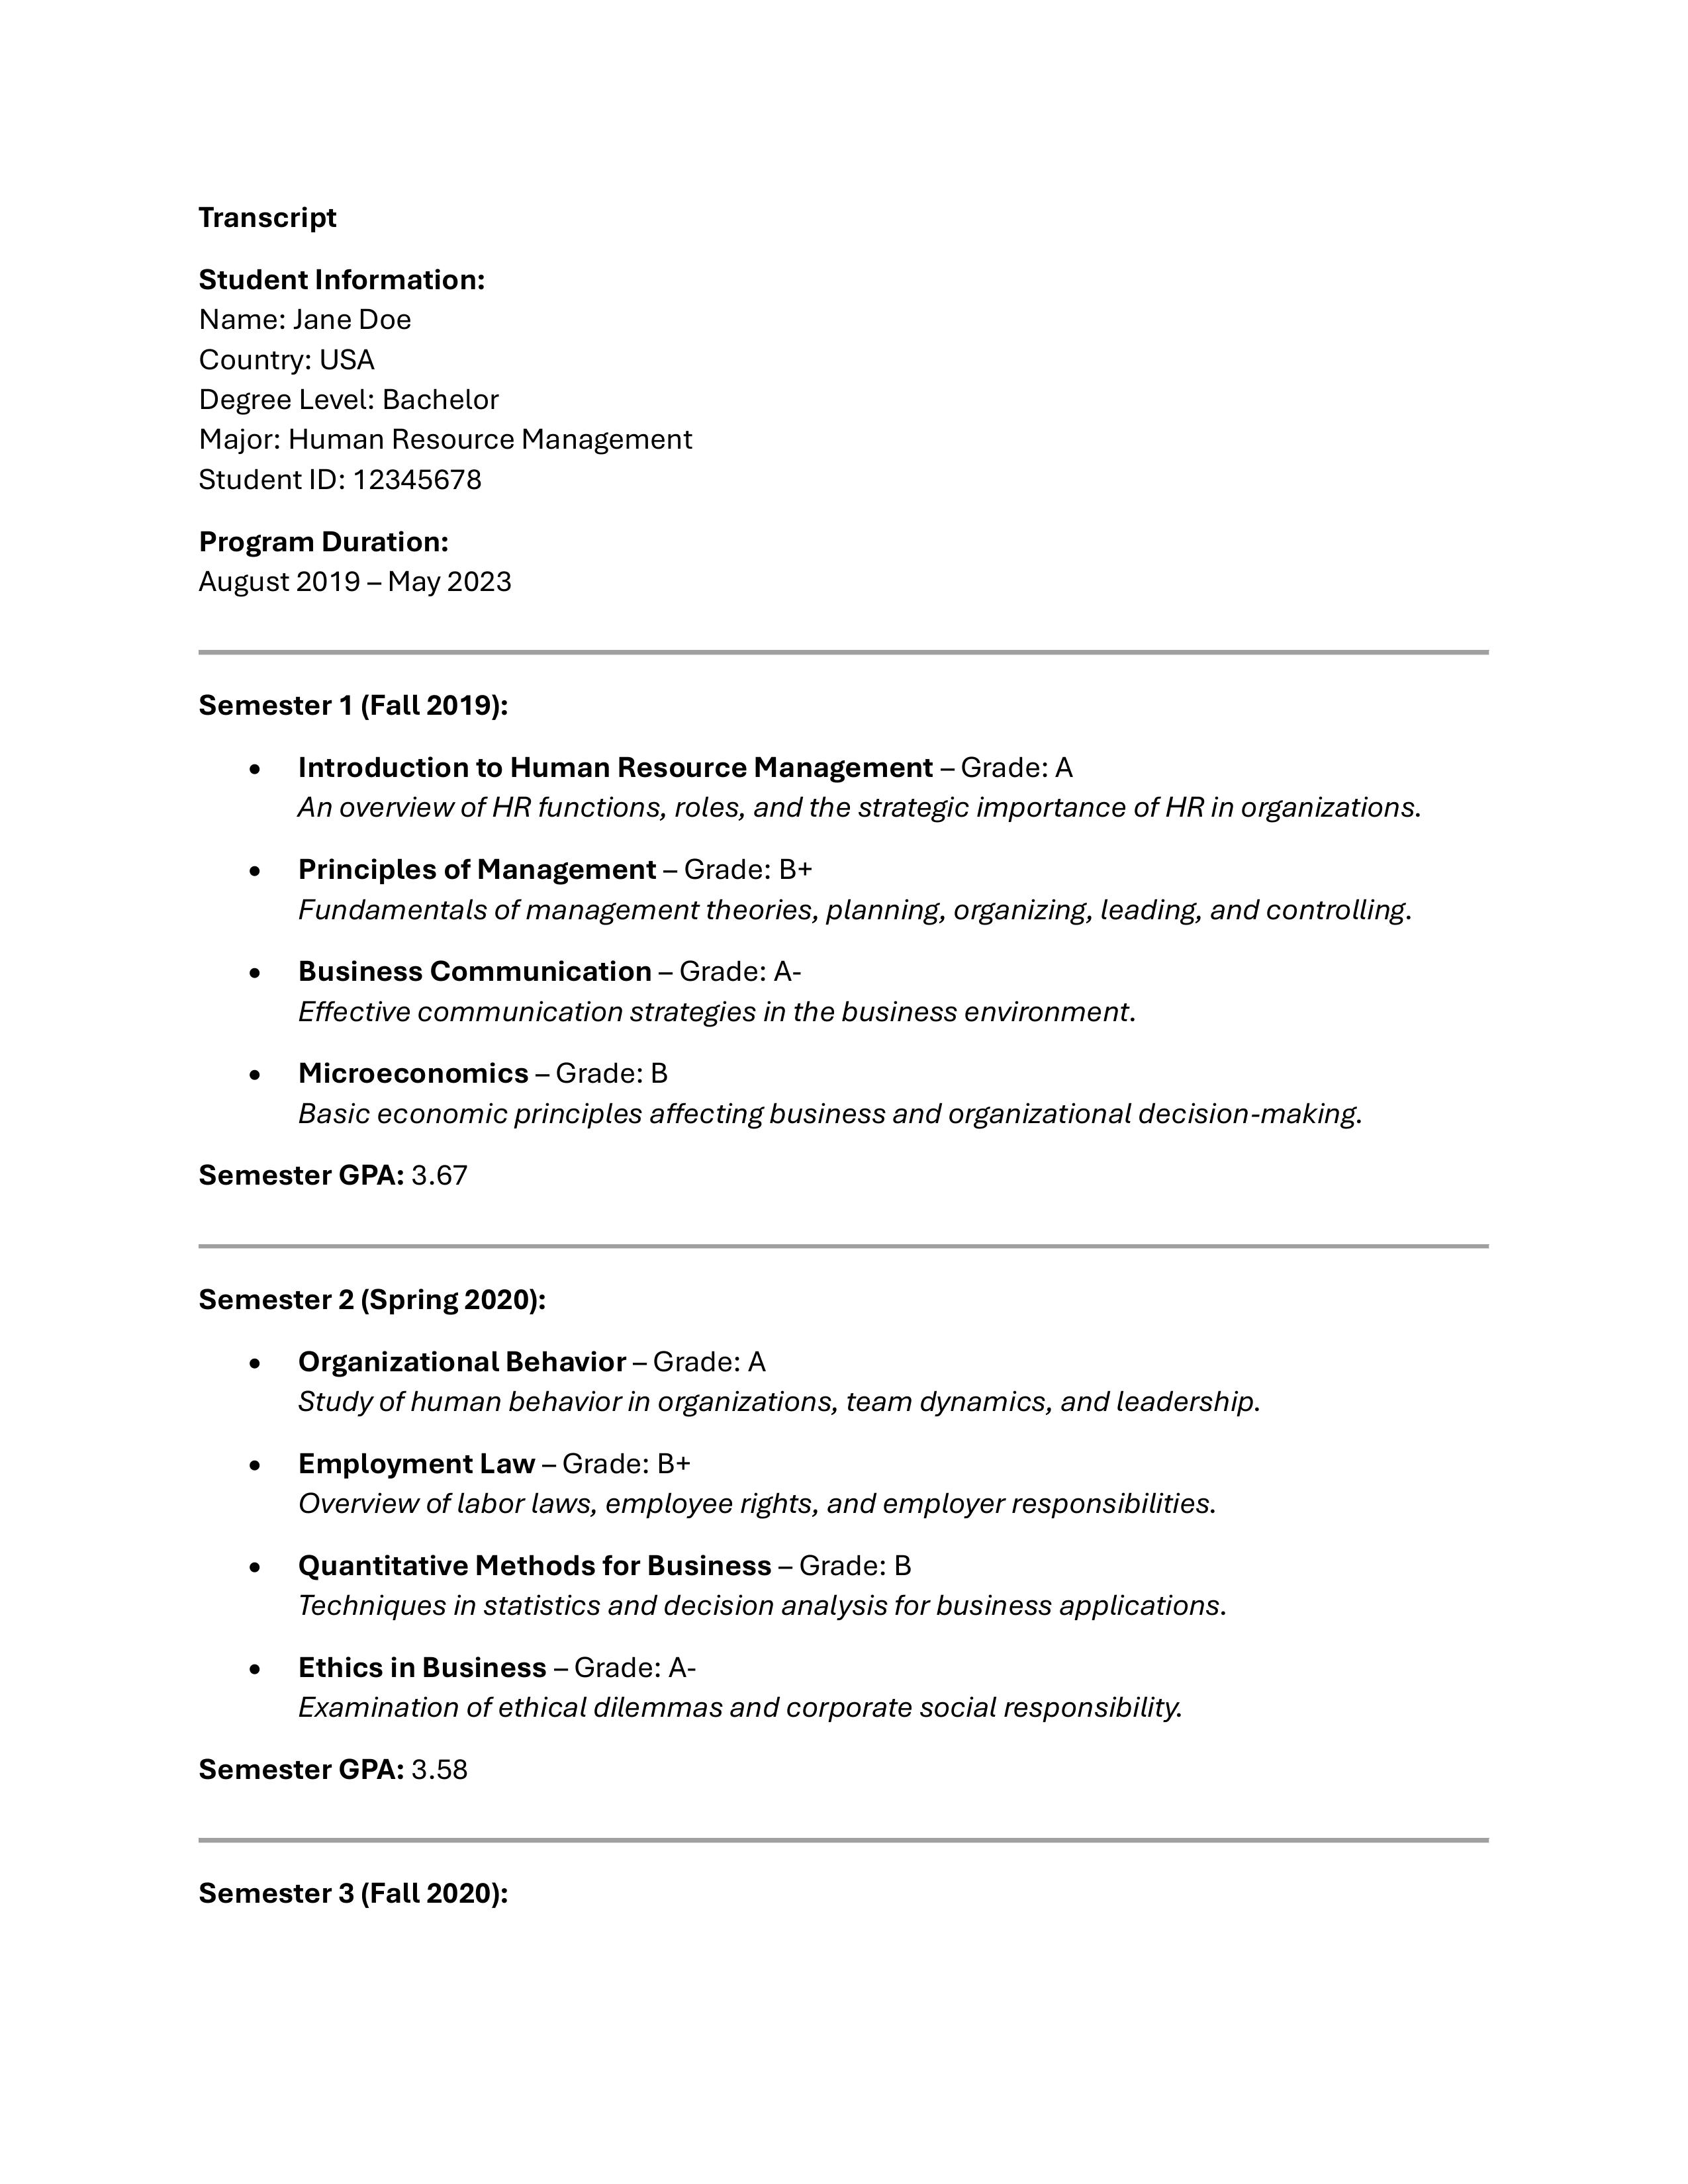 Transcript
Student Information:
Name: Jane Doe
Country: USA
Degree Level: Bachelor
Major: Human Resource Management
Student ID: 12345678
Program Duration:
August 2019 – May 2023
Semester 1 (Fall 2019):
• Introduction to Human Resource Management – Grade: A
An overview of HR functions, roles, and the strategic importance of HR in organizations.
• Principles of Management – Grade: B+
Fundamentals of management theories, planning, organizing, leading, and controlling.
• Business Communication – Grade: A-
Effective communication strategies in the business environment.
• Microeconomics – Grade: B
Basic economic principles affecting business and organizational decision-making.
Semester GPA: 3.67
Semester 2 (Spring 2020):
• Organizational Behavior – Grade: A
Study of human behavior in organizations, team dynamics, and leadership.
• Employment Law – Grade: B+
Overview of labor laws, employee rights, and employer responsibilities.
• Quantitative Methods for Business – Grade: B
Techniques in statistics and decision analysis for business applications.
• Ethics in Business – Grade: A-
Examination of ethical dilemmas and corporate social responsibility.
Semester GPA: 3.58
Semester 3 (Fall 2020):